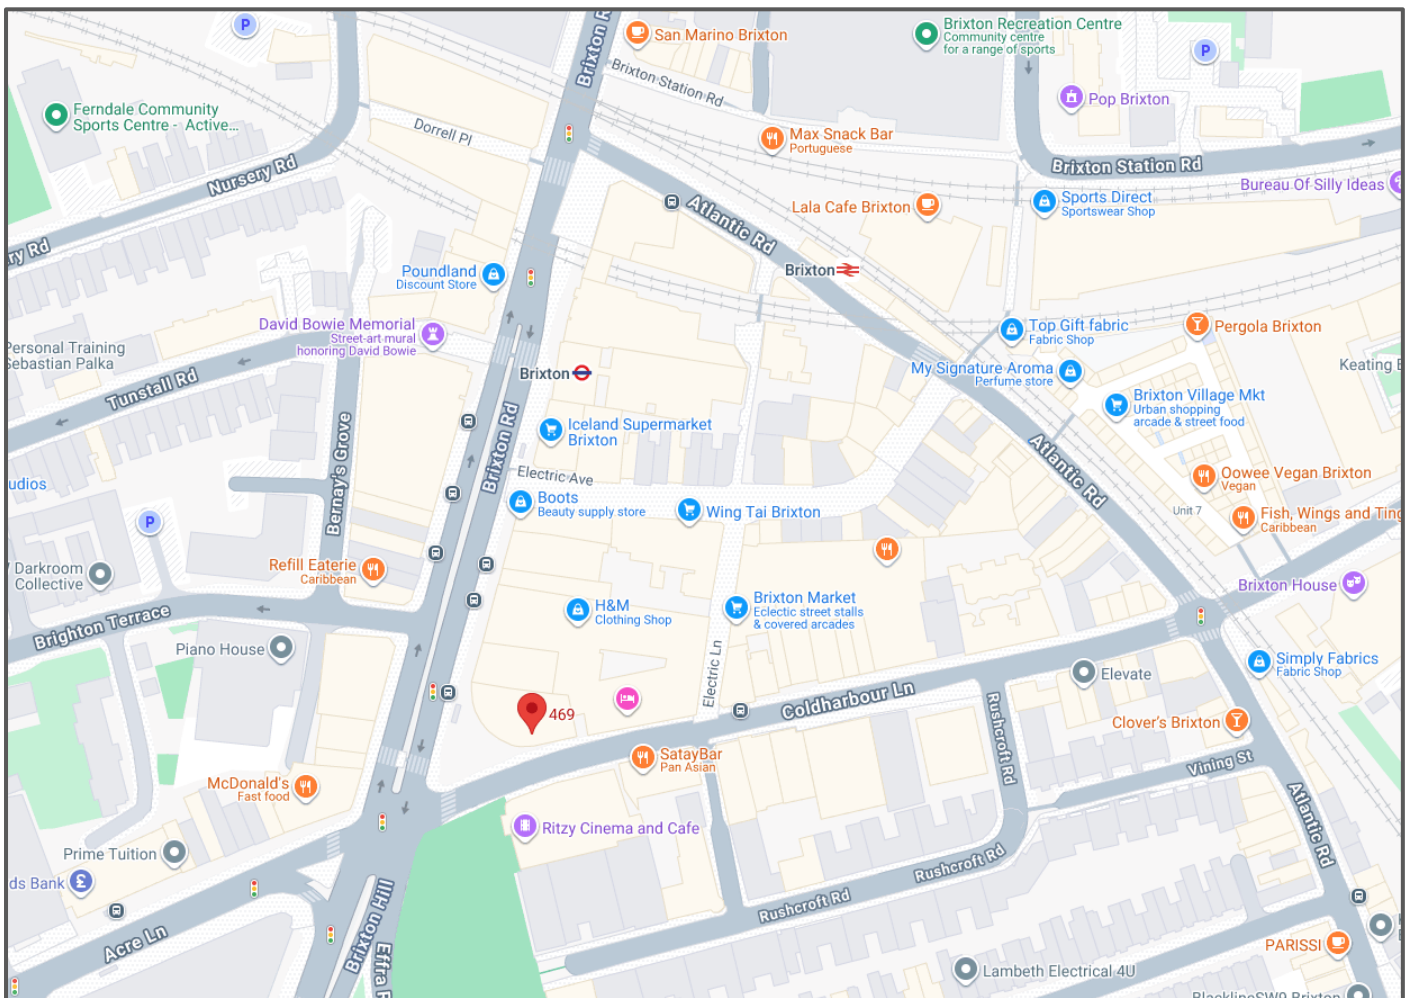 P
Brixton R
San Marino Brixton
Brixton Recreation Centre
Community centre
for a range of sports
P
Brixton Station Rd
Pop Brixton
Ferndale Community
Sports Centre - Active...
Dorrell Pl
Max Snack Bar
Portuguese
Brixton Station Rd
Nursery Rd
Bureau Of Silly Ideas
Sports Direct
Sportswear Shop
Lala Cafe Brixton
Atlantic Rd
ry Rd
Poundland
Discount Store
Brixton
David Bowie Memorial
Street-art mural
honoring David Bowie
Top Gift fabric
Fabric Shop
Pergola Brixton
Personal Training
Sebastian Palka
Brixton
My Signature Aroma
Perfume store
Keating E
Tunstall Rd
Brixton Village Mkt
Urban shopping
arcade & street food
Iceland Supermarket
Brixton
Brixton Rd
Bernay's Grove
Atlantic Rd
Electric Ave
Oowee Vegan Brixton
Vegan
udios
Boots
Beauty supply store
Wing Tai Brixton
Unit 7
Fish, Wings and Ting
Caribbean
P
Darkroom
Collective
Refill Eaterie
Caribbean
Brixton House
H&M
Clothing Shop
Brixton Market
Eclectic street stalls
& covered arcades
Brighton Terrace
Piano House
Electric Ln
Simply Fabrics
Fabric Shop
Elevate
Coldharbour Ln
469
Rushcroft Rd
Clover's Brixton
SatayBar
Pan Asian
Vining St
McDonald's
Fast food
Atlantic Rd
Ritzy Cinema and Cafe
Prime Tuition
Rushcroft Rd
ds Bank
£
Rushcroft Rd
Brixton Hill
Acre Ln
Effra R
PARISSI
Lambeth Electrical 4U
BlacklineSW9 Brixton